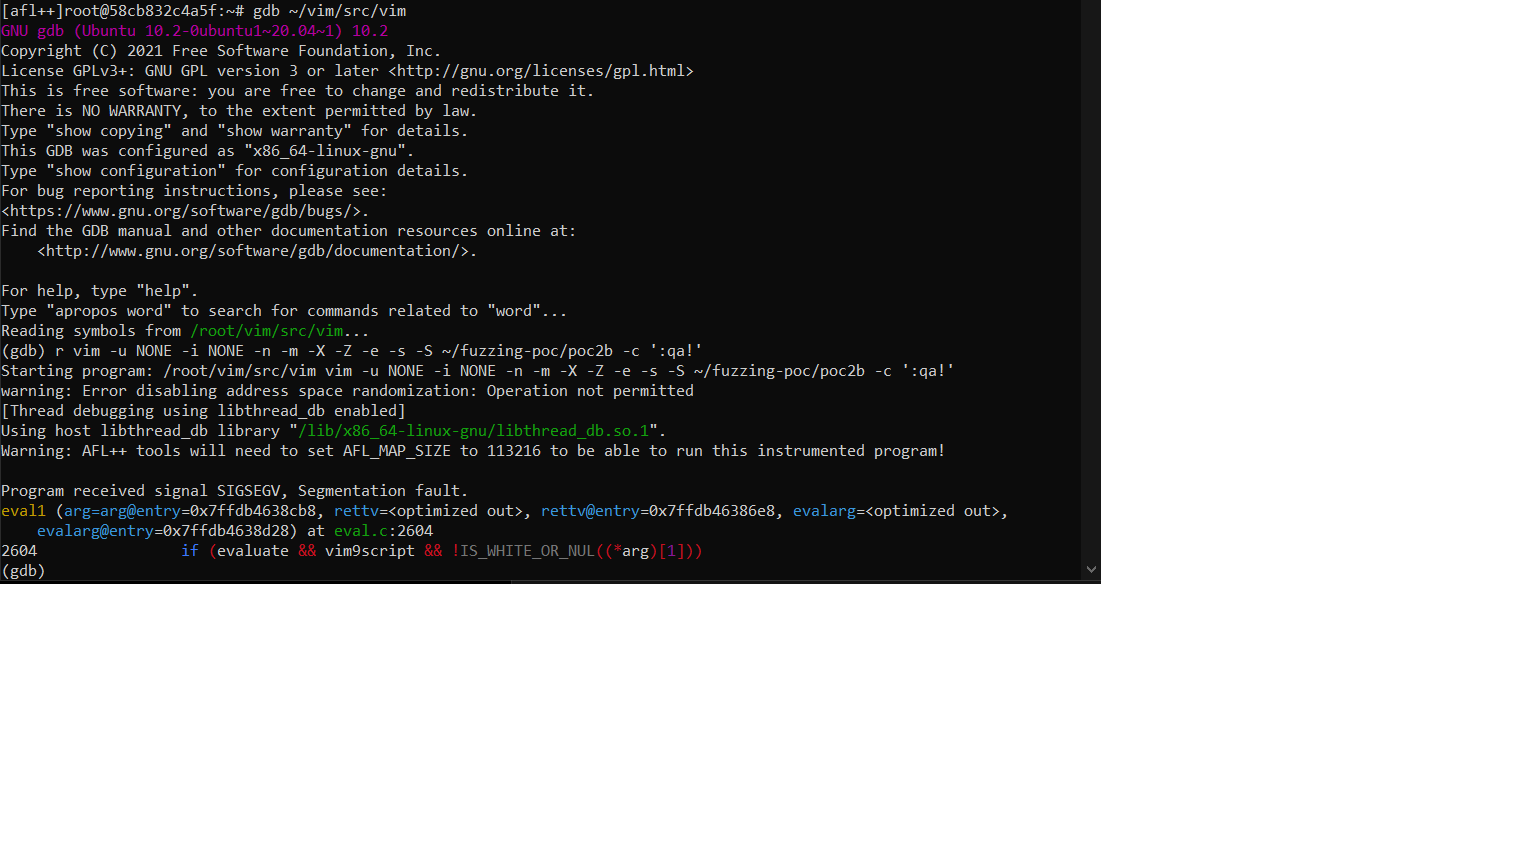 [afl++]root@58cb832c4a5f:~# gdb ~/vim/src/vim
GNU gdb (Ubuntu 10.2-0ubuntu1~20.04~1) 10.2
Copyright (C) 2021 Free Software Foundation, Inc.
License GPLv3+: GNU GPL version 3 or later <http://gnu.org/licenses/gpl.html>
This is free software: you are free to change and redistribute it.
There is NO WARRANTY, to the extent permitted by law.
Type "show copying" and "show warranty" for details.
This GDB was configured as "x86_64-linux-gnu".
Type "show configuration" for configuration details.
For bug reporting instructions, please see:
<https://www.gnu.org/software/gdb/bugs/>.
Find the GDB manual and other documentation resources online at:
    <http://www.gnu.org/software/gdb/documentation/>.

For help, type "help".
Type "apropos word" to search for commands related to "word"...
Reading symbols from /root/vim/src/vim...
(gdb) r vim -u NONE -i NONE -n -m -X -Z -e -s -S ~/fuzzing-poc/poc2b -c ':qa!'
Starting program: /root/vim/src/vim vim -u NONE -i NONE -n -m -X -Z -e -s -S ~/fuzzing-poc/poc2b -c ':qa!'
warning: Error disabling address space randomization: Operation not permitted
[Thread debugging using libthread_db enabled]
Using host libthread_db library "/lib/x86_64-linux-gnu/libthread_db.so.1".
Warning: AFL++ tools will need to set AFL_MAP_SIZE to 113216 to be able to run this instrumented program!

Program received signal SIGSEGV, Segmentation fault.
eval1 (arg=arg@entry=0x7ffdb4638cb8, rettv=<optimized out>, rettv@entry=0x7ffdb46386e8, evalarg=<optimized out>,
    evalarg@entry=0x7ffdb4638d28) at eval.c:2604
2604                if (evaluate && vim9script && !IS_WHITE_OR_NUL((*arg)[1]))
(gdb)